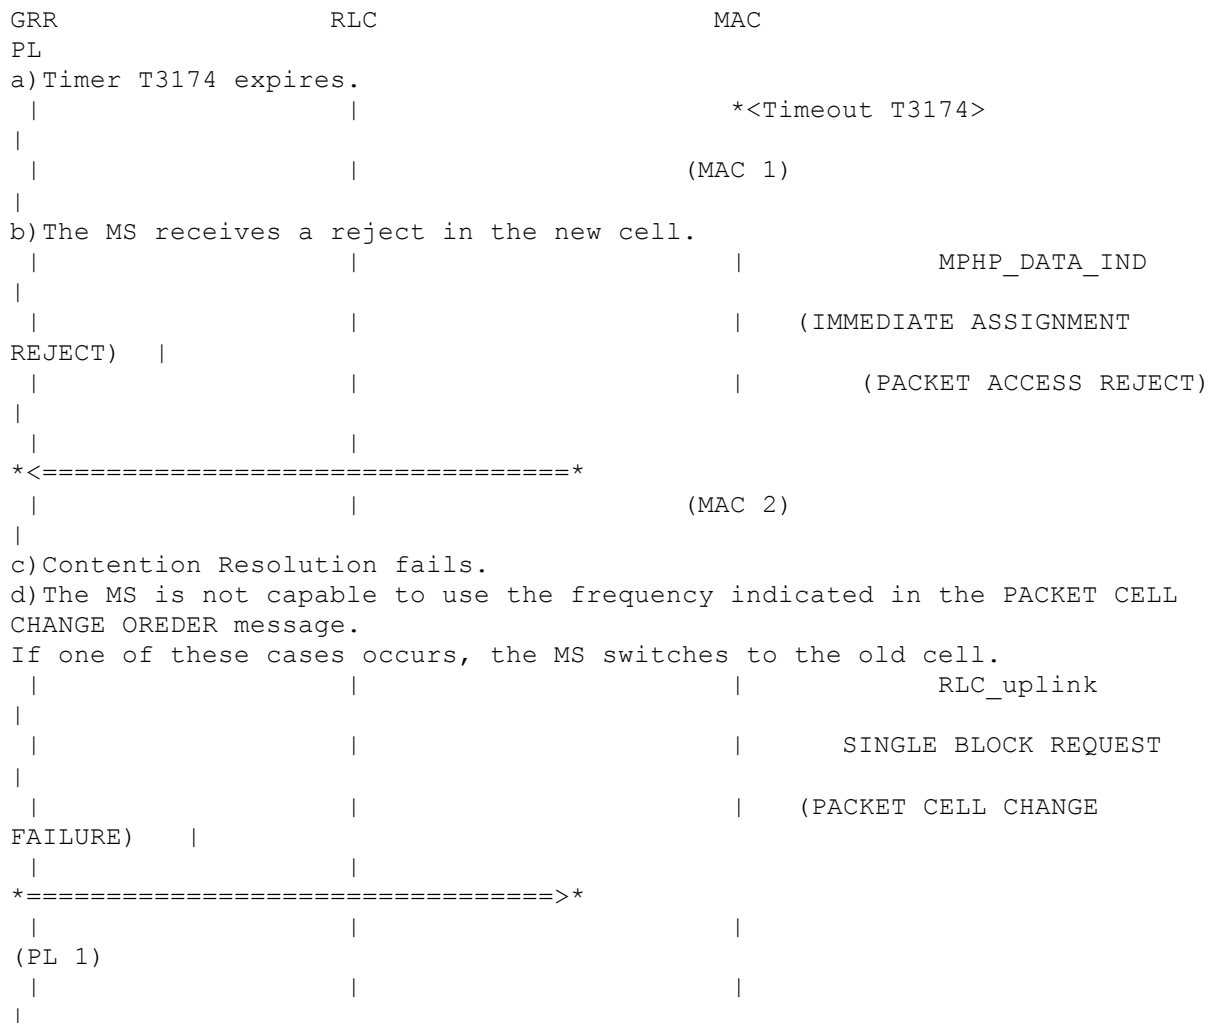 GRR                 RLC                     MAC
PL
a)Timer T3174 expires.
 |                   |                       *<Timeout T3174>
|
 |                   |                    (MAC 1)
|
b)The MS receives a reject in the new cell.
 |                   |                       |            MPHP_DATA_IND
|
 |                   |                       |   (IMMEDIATE ASSIGNMENT
REJECT)  |
 |                   |                       |       (PACKET ACCESS REJECT)
|
 |                   |
*<=================================*
 |                   |                    (MAC 2)
|
c)Contention Resolution fails.
d)The MS is not capable to use the frequency indicated in the PACKET CELL
CHANGE OREDER message.
If one of these cases occurs, the MS switches to the old cell.
 |                   |                       |            RLC_uplink
|
 |                   |                       |      SINGLE BLOCK REQUEST
|
 |                   |                       |   (PACKET CELL CHANGE
FAILURE)   |
 |                   |
*=================================>*
 |                   |                       |
(PL 1)
 |                   |                       |
|